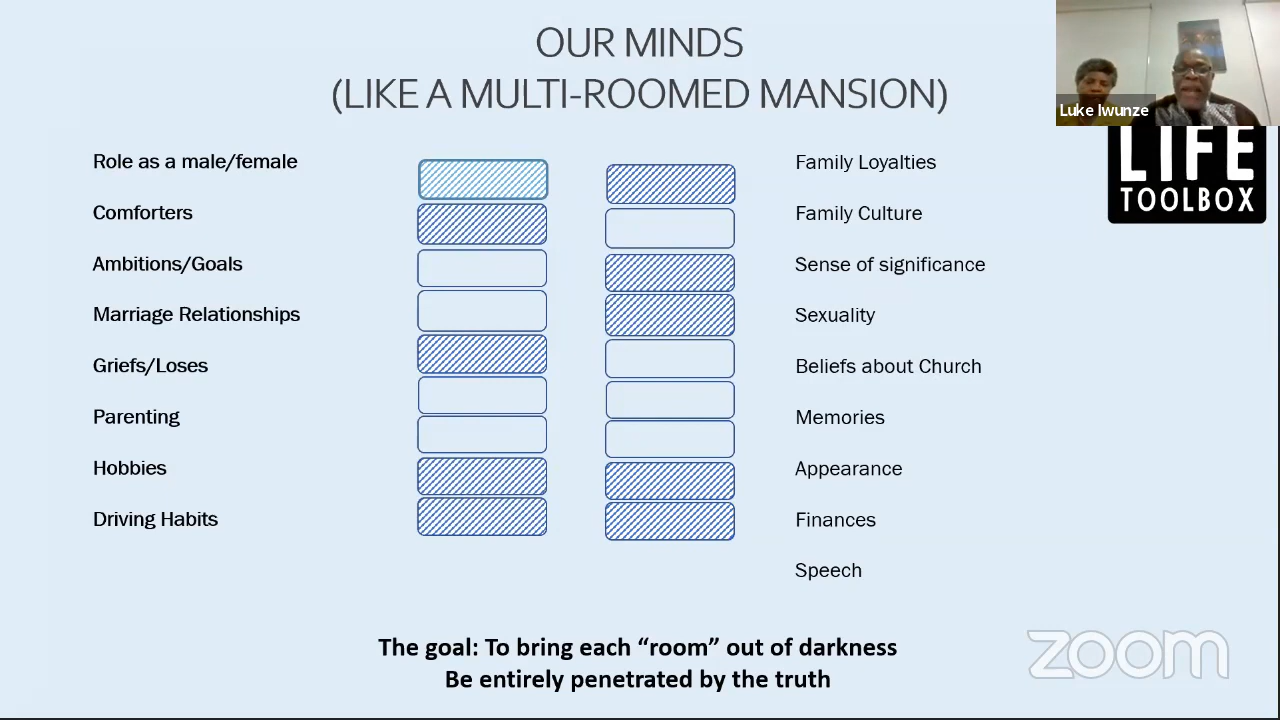 OUR MINDS
(LIKE A MULTI-ROOMED MANSION)
Luke Iwunze
LIFE
TOOLBOX
Role as a male/female
Comforters
Ambitions/Goals
Marriage Relationships
Griefs/Loses
Parenting
Hobbies
Driving Habits
Family Loyalties
Family Culture
Sense of significance
Sexuality
Beliefs about Church
Memories
Appearance
Finances
Speech
The goal: To bring each “room” out of darkness
Be entirely penetrated by the truth
zoom